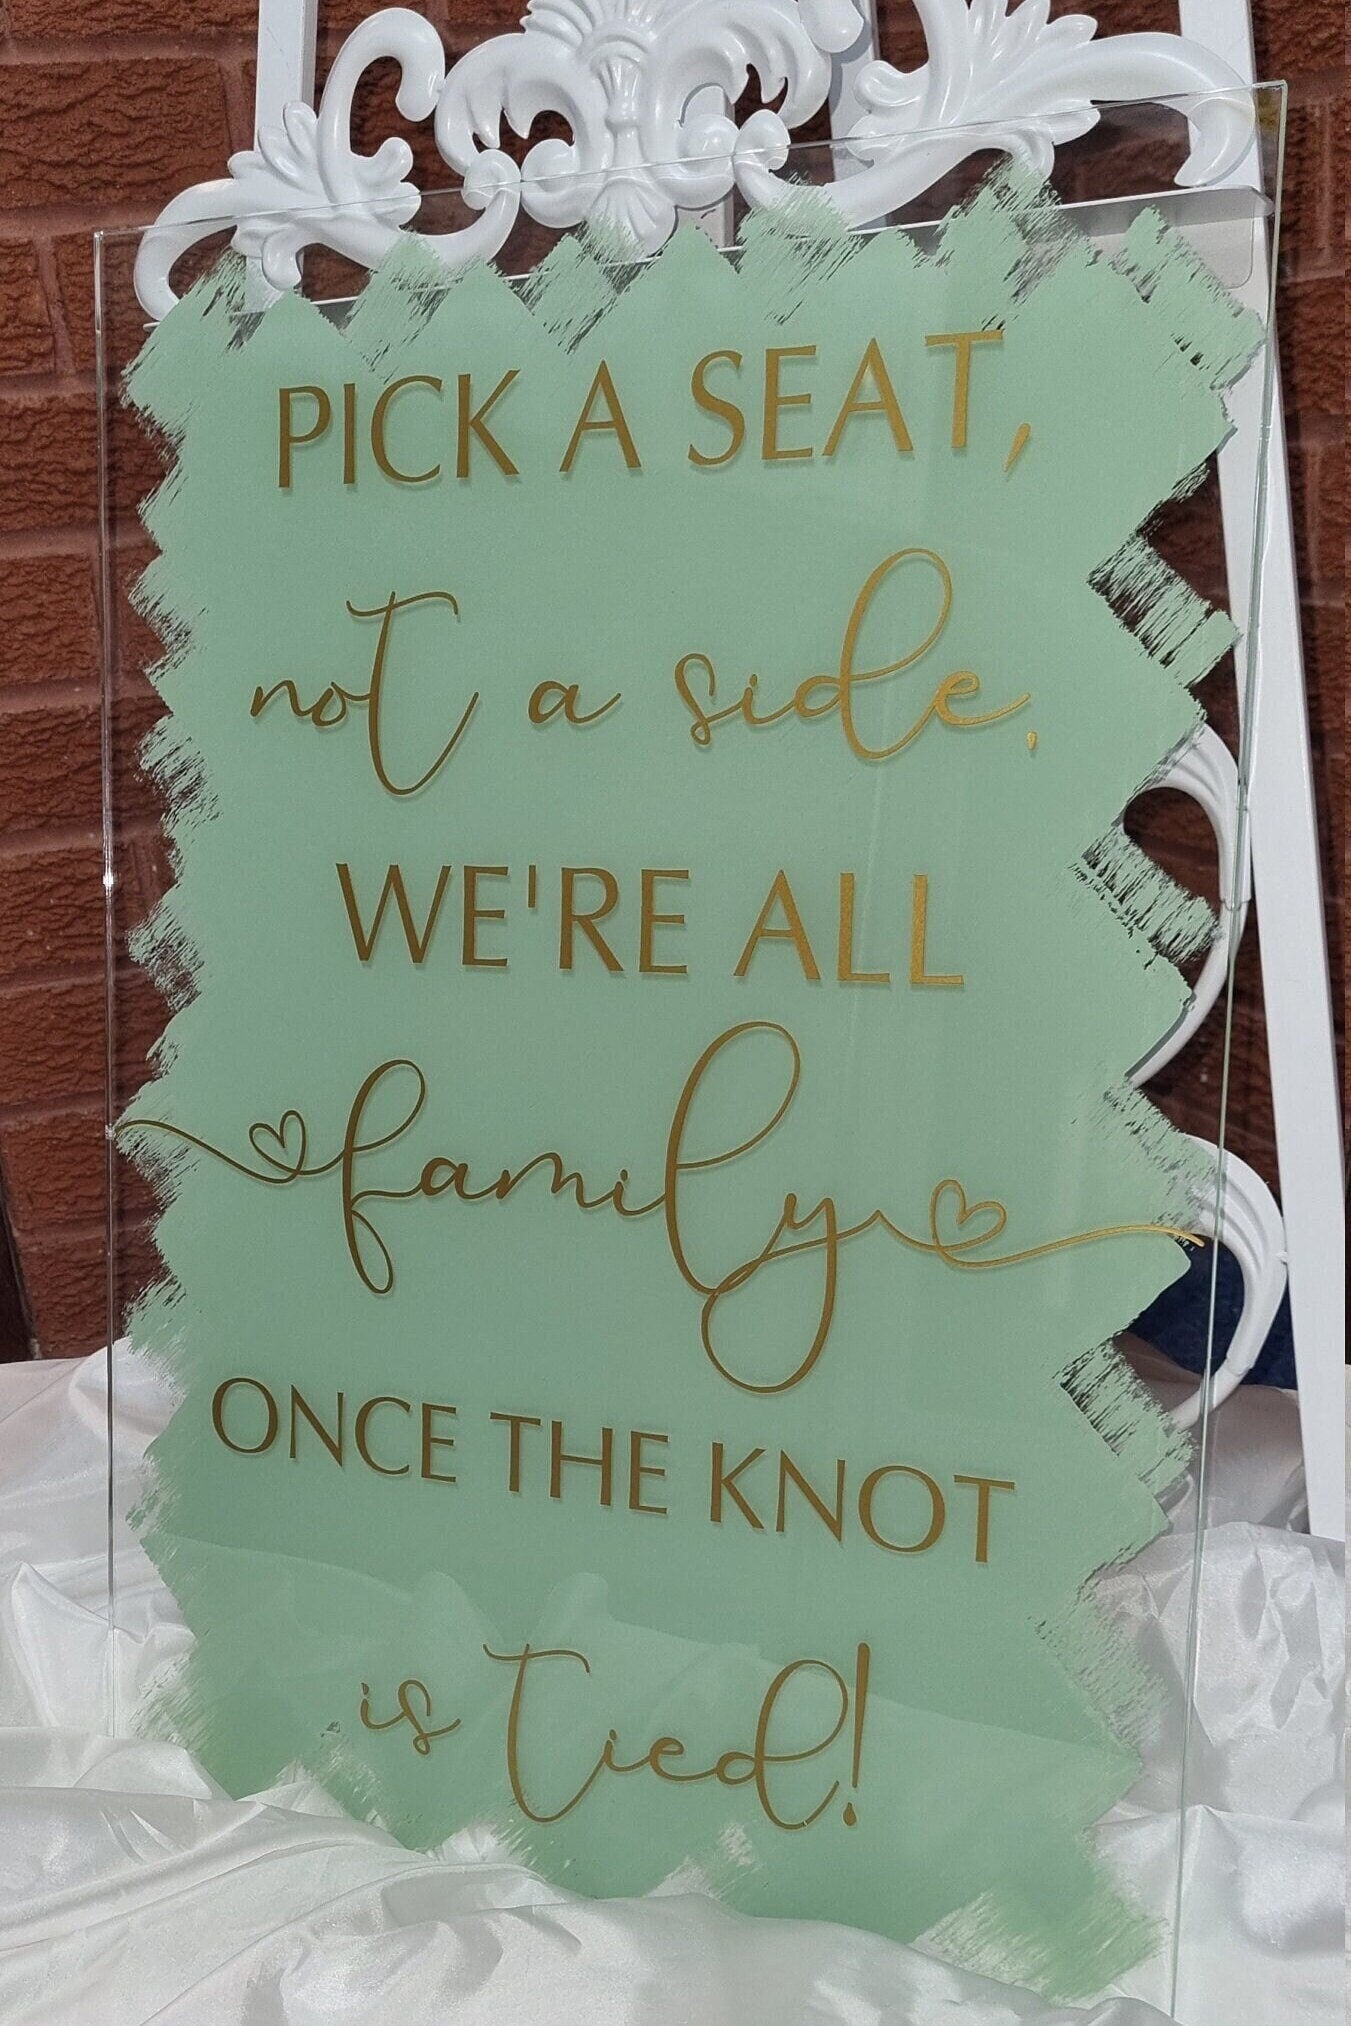 PICK A SEAT,
not a side,
WE'RE ALL
family
ONCE THE KNOT
is tied!